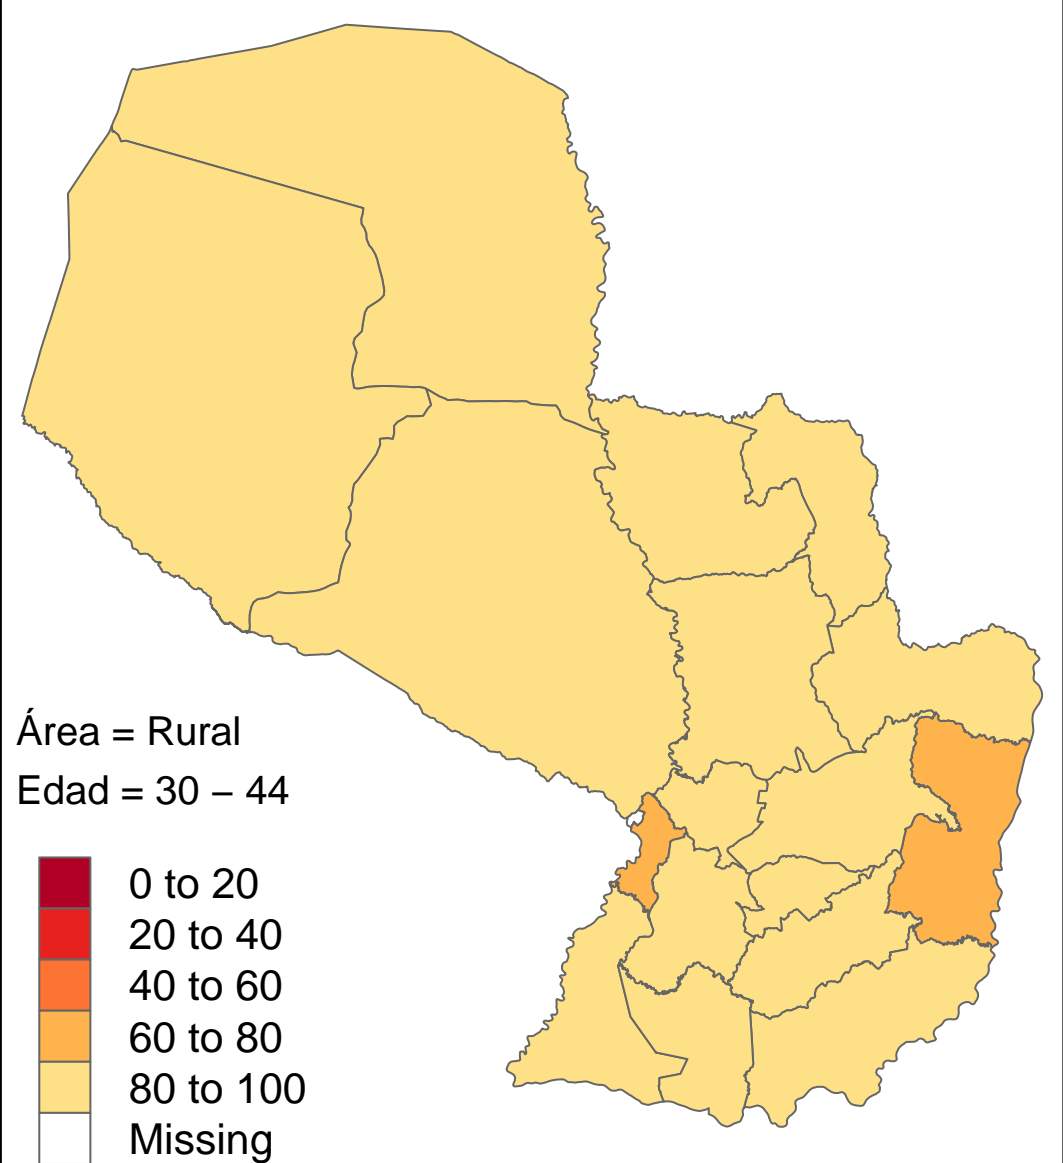 Área = Rural
Edad = 30 – 44
0 to 20
20 to 40
40 to 60
60 to 80
80 to 100
Missing